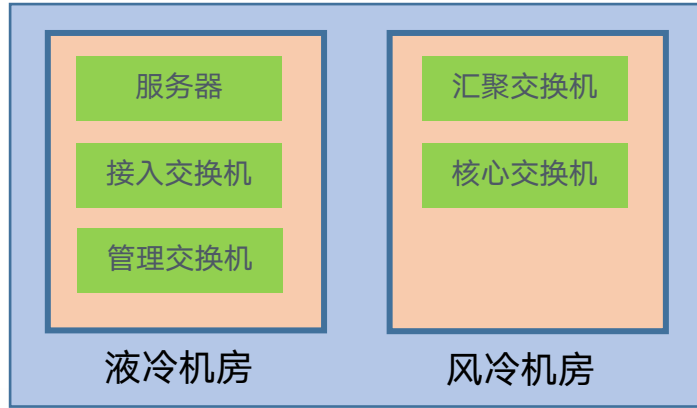 服务器
接入交换机
管理交换机
液冷机房
汇聚交换机
核心交换机
风冷机房